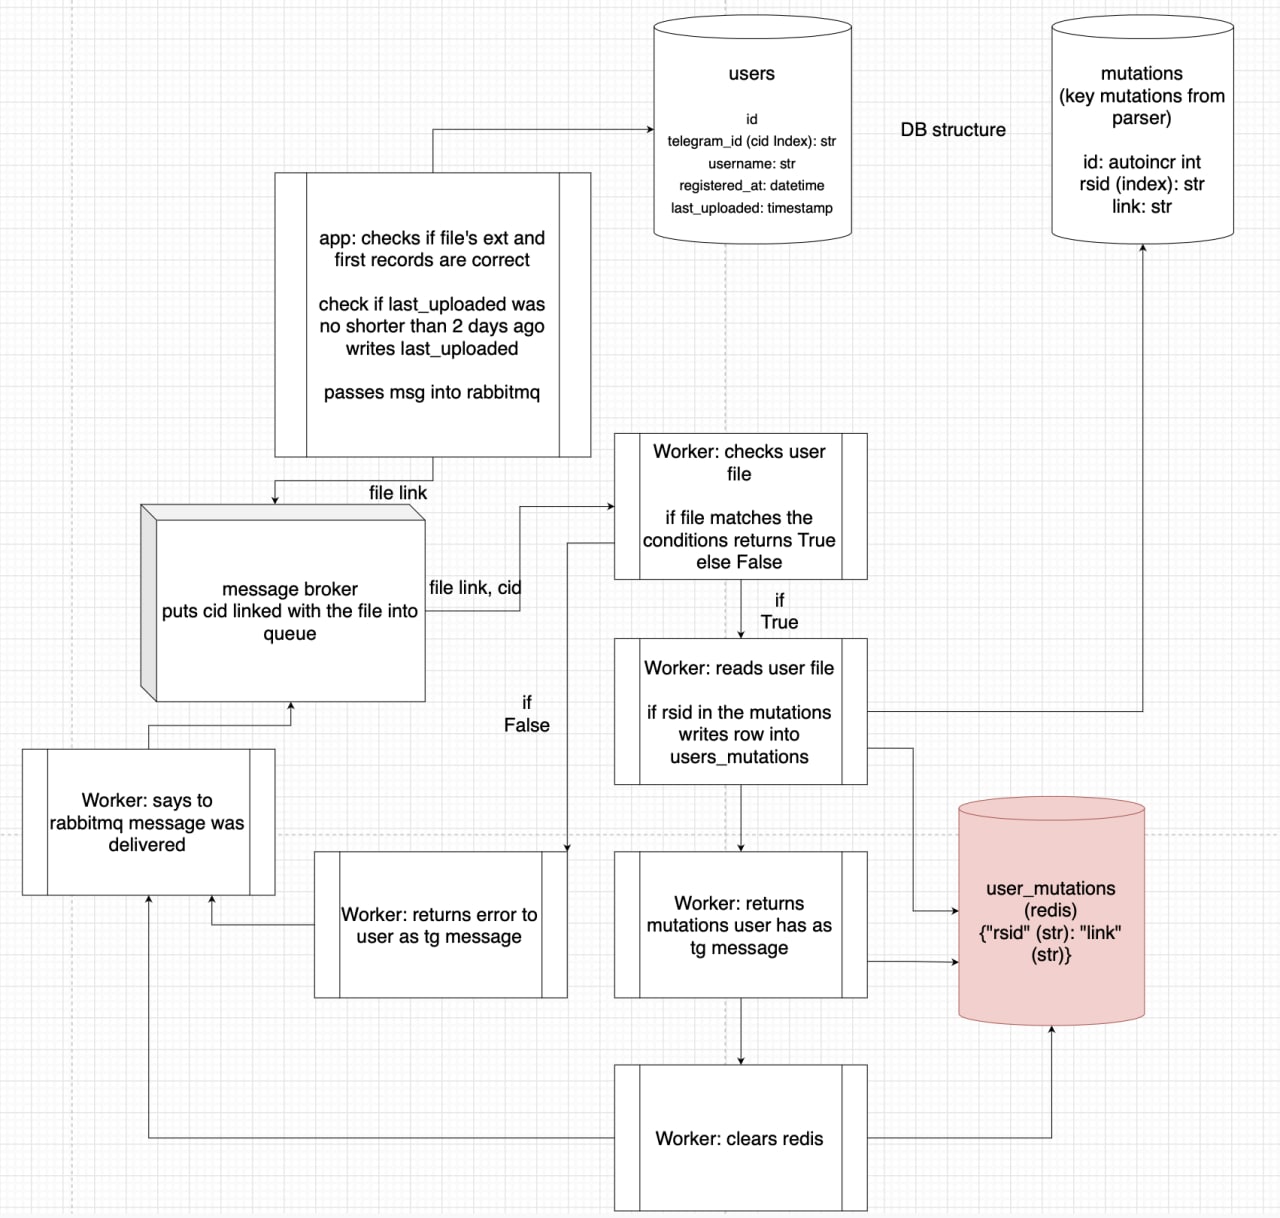 users
id
telegram_id (cid Index): str
username: str
registered_at: datetime
last_uploaded: timestamp
DB structure
mutations
(key mutations from
parser)
id: autoincr int
rsid (index): str
link: str
app: checks if file's ext and
first records are correct
check if last_uploaded was
no shorter than 2 days ago
writes last_uploaded
passes msg into rabbitmq
file link
message broker
puts cid linked with the file into
queue
file link, cid
Worker: checks user
file
if file matches the
conditions returns True
else False
if
True
if
False
Worker: reads user file
if rsid in the mutations
writes row into
users_mutations
Worker: says to
rabbitmq message was
delivered
Worker: returns error to
user as tg message
Worker: returns
mutations user has as
tg message
user_mutations
(redis)
{"rsid" (str): "link"
(str)}
Worker: clears redis